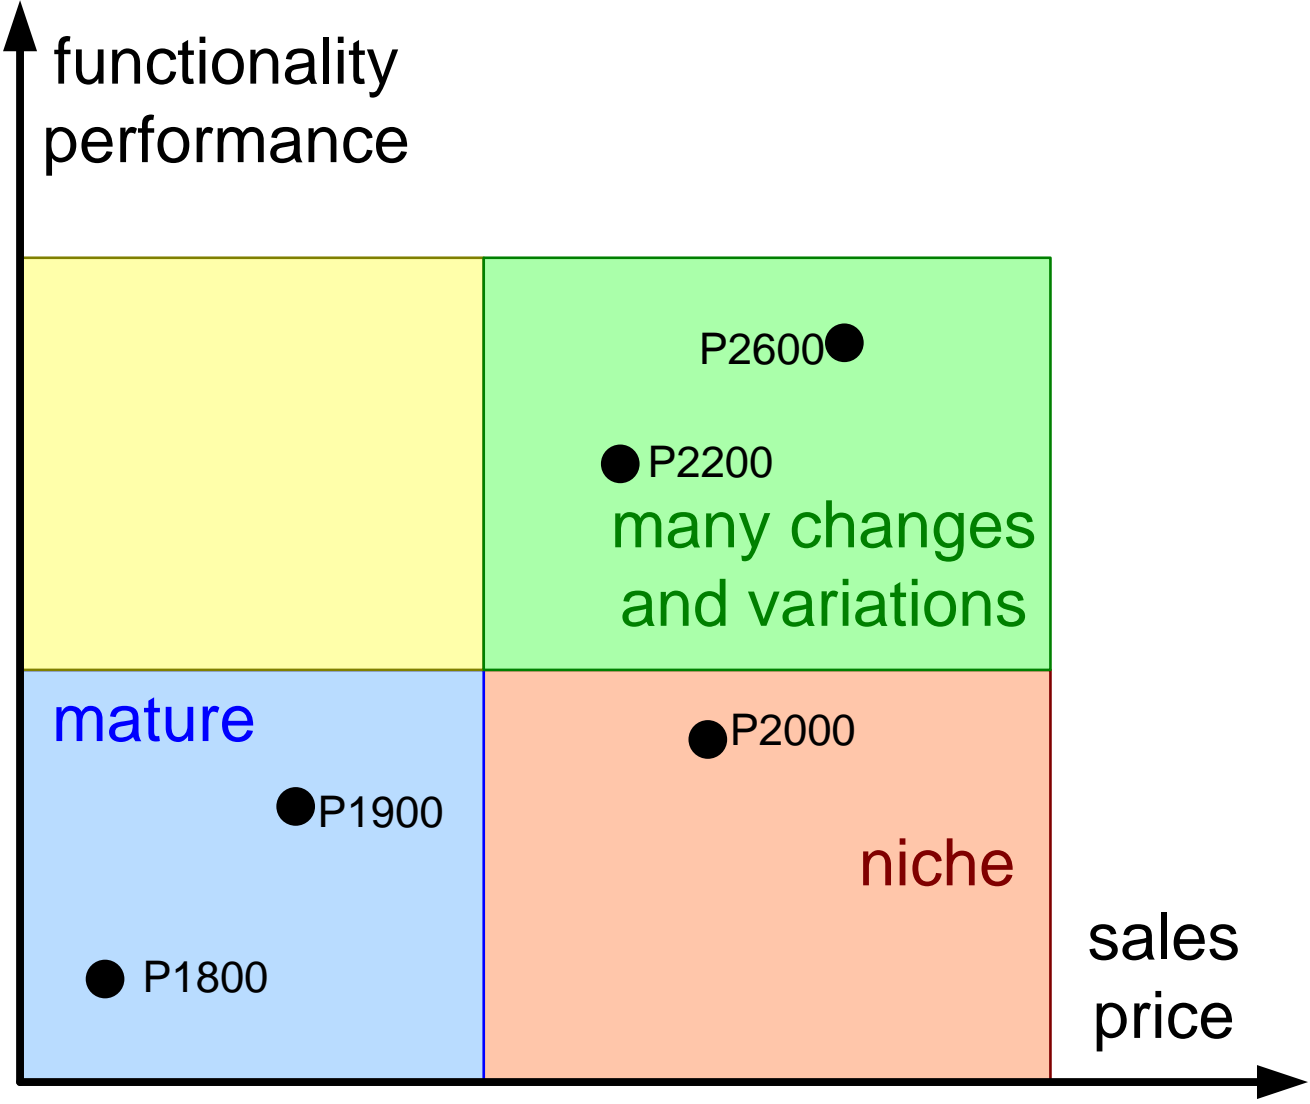 functionality
performance
P2600
P2200
many changes
and variations
mature
P2000
P1900
niche
sales
price
P1800